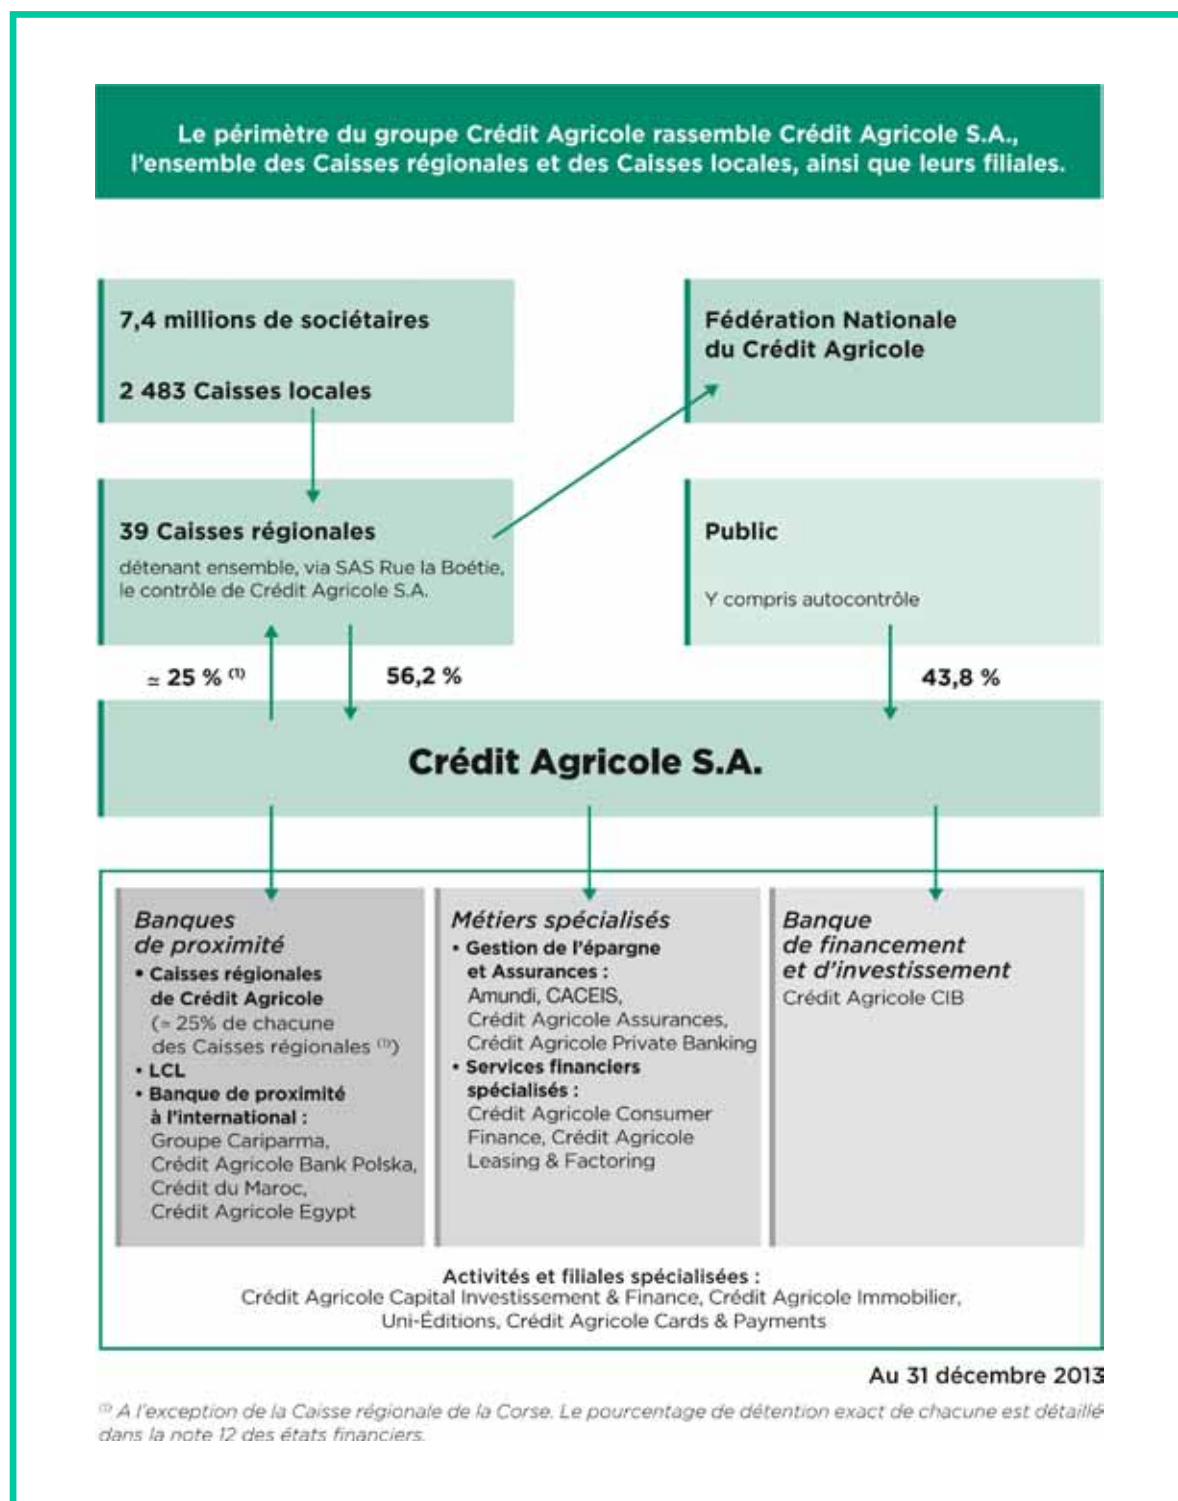 Le périmètre du groupe Crédit Agricole rassemble Crédit Agricole S.A.,
l'ensemble des Caisses régionales et des Caisses locales, ainsi que leurs filiales.
7,4 millions de sociétaires
2 483 Caisses locales
Fédération Nationale
du Crédit Agricole
39 Caisses régionales
détenant ensemble, via SAS Rue la Boétie,
le contrôle de Crédit Agricole S.A.
Public
Y compris autocontrôle
≃ 25 % (1)
56,2 %
43,8 %
Crédit Agricole S.A.
Banques
de proximité
• Caisses régionales
de Crédit Agricole
(≃ 25% de chacune
des Caisses régionales (1))
• LCL
• Banque de proximité
à l'international :
Groupe Cariparma,
Crédit Agricole Bank Polska,
Crédit du Maroc,
Crédit Agricole Egypt
Métiers spécialisés
• Gestion de l'épargne
et Assurances :
Amundi, CACEIS,
Crédit Agricole Assurances,
Crédit Agricole Private Banking
• Services financiers
spécialisés :
Crédit Agricole Consumer
Finance, Crédit Agricole
Leasing & Factoring
Banque
de financement
et d'investissement
Crédit Agricole CIB
Activités et filiales spécialisées :
Crédit Agricole Capital Investissement & Finance, Crédit Agricole Immobilier,
Uni-Éditions, Crédit Agricole Cards & Payments
Au 31 décembre 2013
(1) A l'exception de la Caisse régionale de la Corse. Le pourcentage de détention exact de chacune est détaillé
dans la note 12 des états financiers.